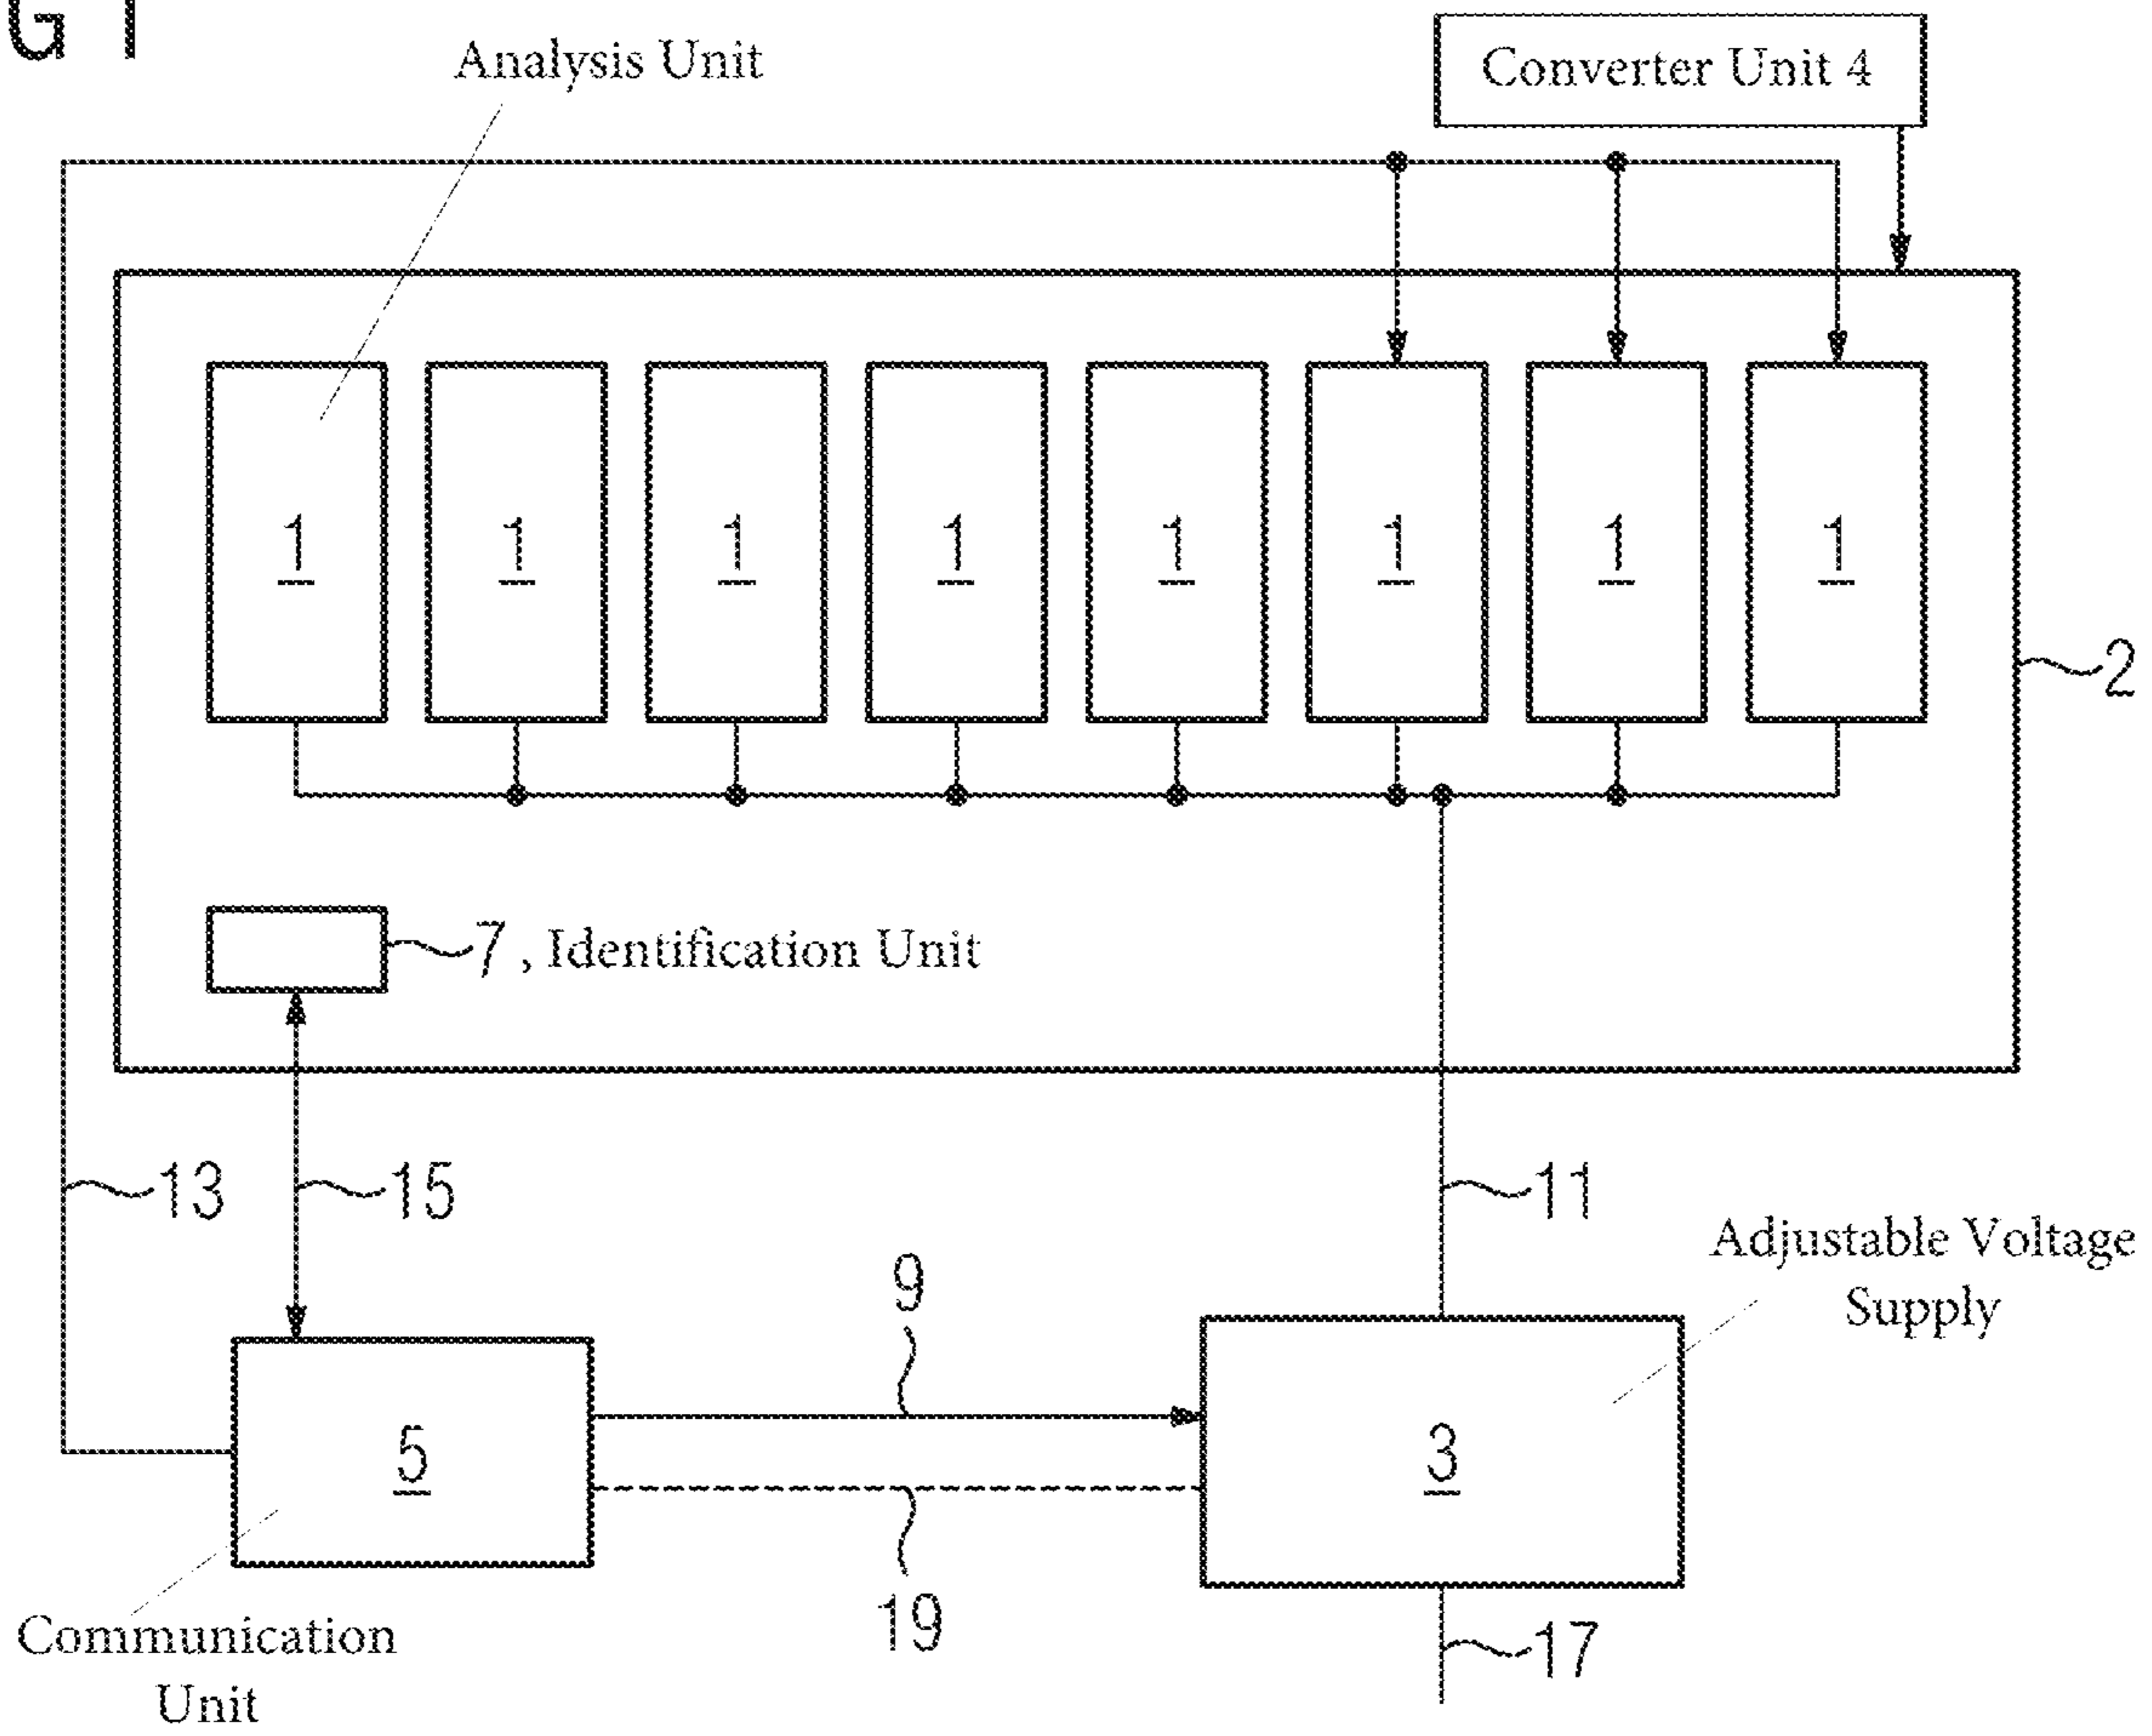 G 1
Analysis Unit
Converter Unit 4
1 1 1 1 1 1 1 1
2
7, Identification Unit
13
15
11
Adjustable Voltage
Supply
9
5
3
19
Communication
Unit
17